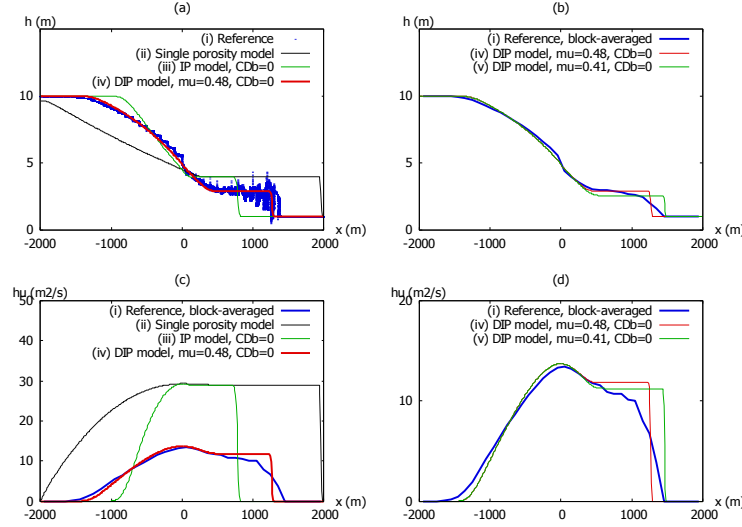 (a)
h (m)
(i) Reference
(ii) Single porosity model
(iii) IP model, CDb=0
(iv) DIP model, mu=0.48, CDb=0
10
5
0
-2000 -1000 0 1000 2000
x (m)
(b)
h (m)
(i) Reference, block-averaged
(iv) DIP model, mu=0.48, CDb=0
(v) DIP model, mu=0.41, CDb=0
10
5
0
-2000 -1000 0 1000 2000
x (m)
(c)
hu (m2/s)
(i) Reference, block-averaged
(ii) Single porosity model
(iii) IP model, CDb=0
(iv) DIP model, mu=0.48, CDb=0
50
40
30
20
10
0
-2000 -1000 0 1000 2000
x (m)
(d)
hu (m2/s)
(i) Reference, block-averaged
(iv) DIP model, mu=0.48, CDb=0
(v) DIP model, mu=0.41, CDb=0
20
10
0
-2000 -1000 0 1000 2000
x (m)